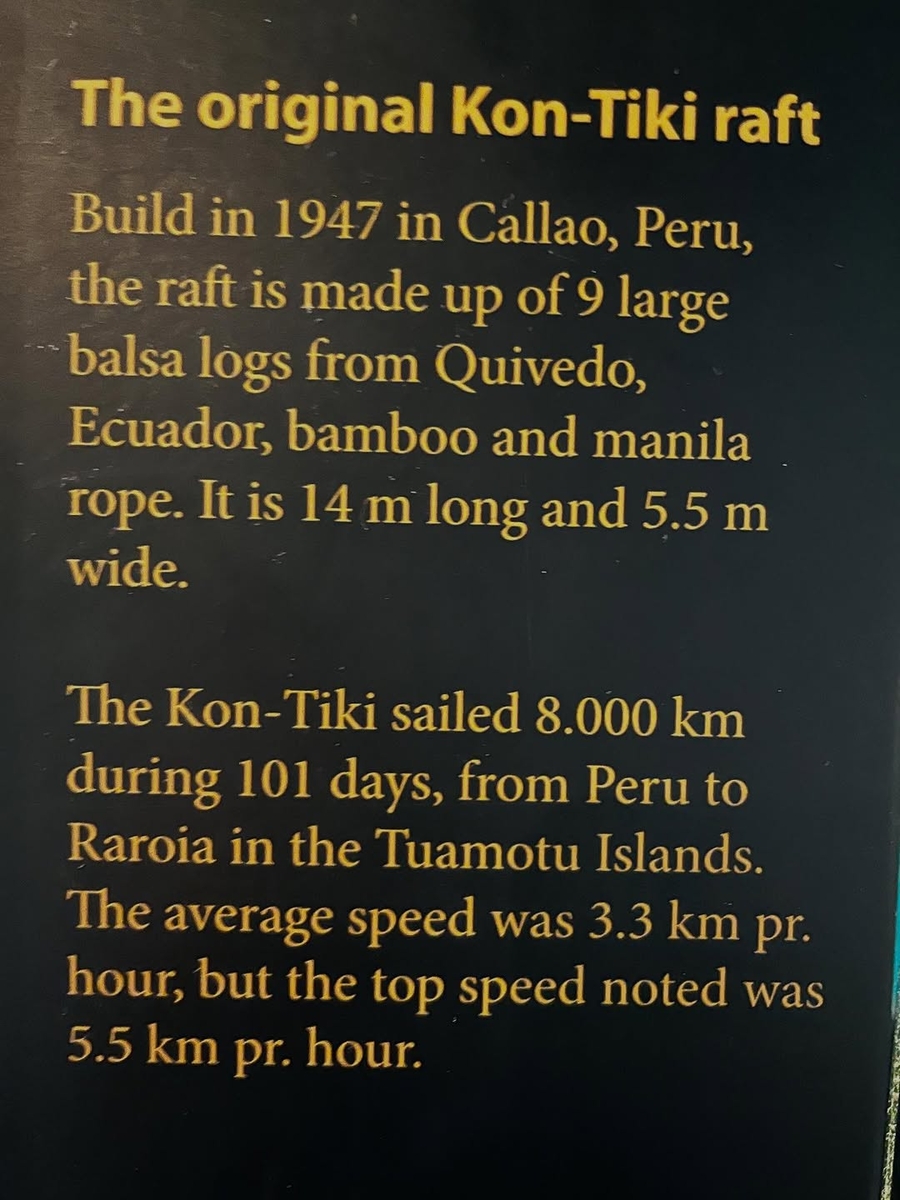 The original Kon-Tiki raft
Build in 1947 in Callao, Peru,
the raft is made up of 9 large
balsa logs from Quivedo,
Ecuador, bamboo and manila
rope. It is 14 m long and 5.5 m
wide.
The Kon-Tiki sailed 8.000 km
during 101 days, from Peru to
Raroia in the Tuamotu Islands.
The average speed was 3.3 km pr.
hour, but the top speed noted was
5.5 km pr. hour.